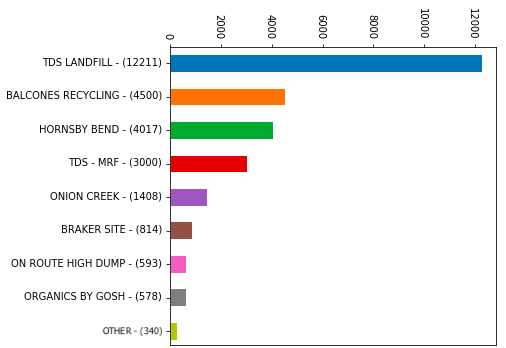 0
2000
4000
6000
8000
10000
12000
TDS LANDFILL - (12211)
BALCONES RECYCLING - (4500)
HORNSBY BEND - (4017)
TDS - MRF - (3000)
ONION CREEK - (1408)
BRAKER SITE - (814)
ON ROUTE HIGH DUMP - (593)
ORGANICS BY GOSH - (578)
OTHER - (340)